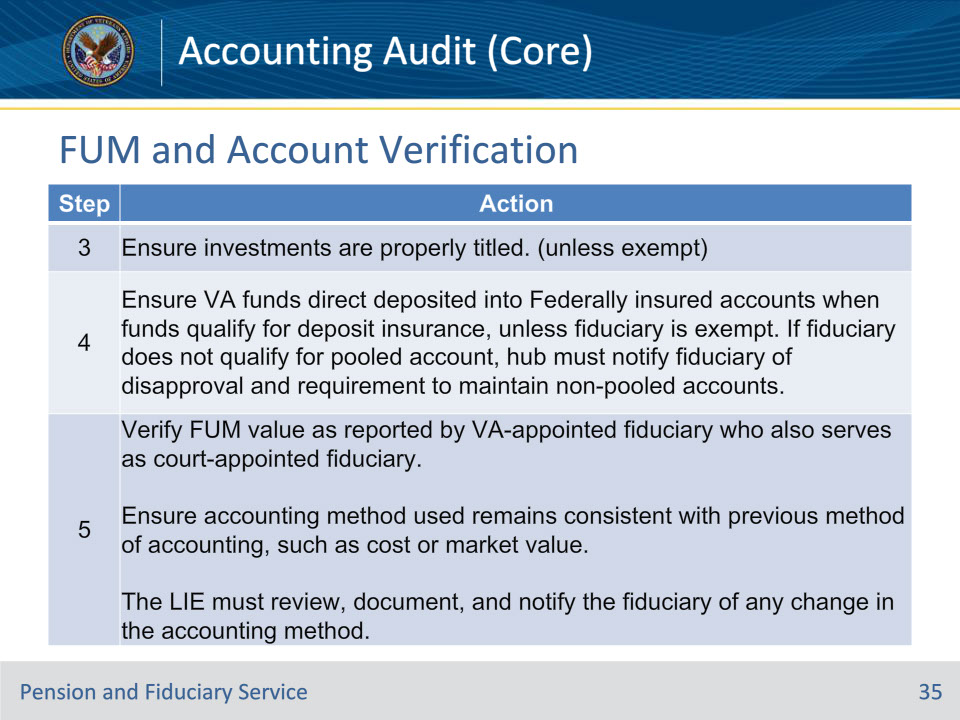 Accounting Audit (Core)
FUM and Account Verification
Step Action
3 Ensure investments are properly titled. (unless exempt)
4 Ensure VA funds direct deposited into Federally insured accounts when
funds qualify for deposit insurance, unless fiduciary is exempt. If fiduciary
does not qualify for pooled account, hub must notify fiduciary of
disapproval and requirement to maintain non-pooled accounts.
5 Verify FUM value as reported by VA-appointed fiduciary who also serves
as court-appointed fiduciary.
Ensure accounting method used remains consistent with previous method
of accounting, such as cost or market value.
The LIE must review, document, and notify the fiduciary of any change in
the accounting method.
Pension and Fiduciary Service 35